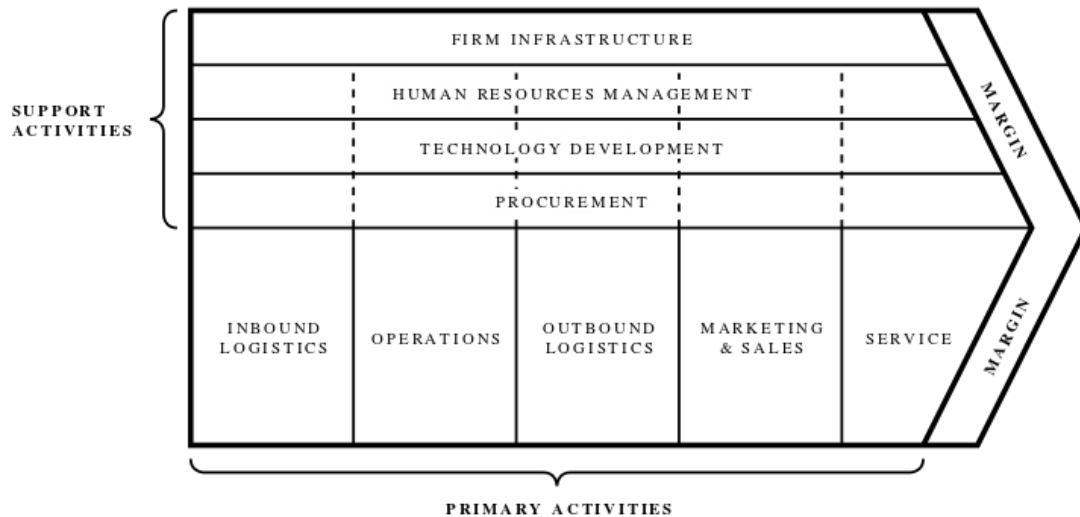 FIRM INFRASTRUCTURE
HUMAN RESOURCES MANAGEMENT
TECHNOLOGY DEVELOPMENT
PROCUREMENT
SUPPORT
ACTIVITIES
MARGIN
INBOUND
LOGISTICS
OPERATIONS
OUTBOUND
LOGISTICS
MARKETING
& SALES
SERVICE
MARGIN
PRIMARY ACTIVITIES